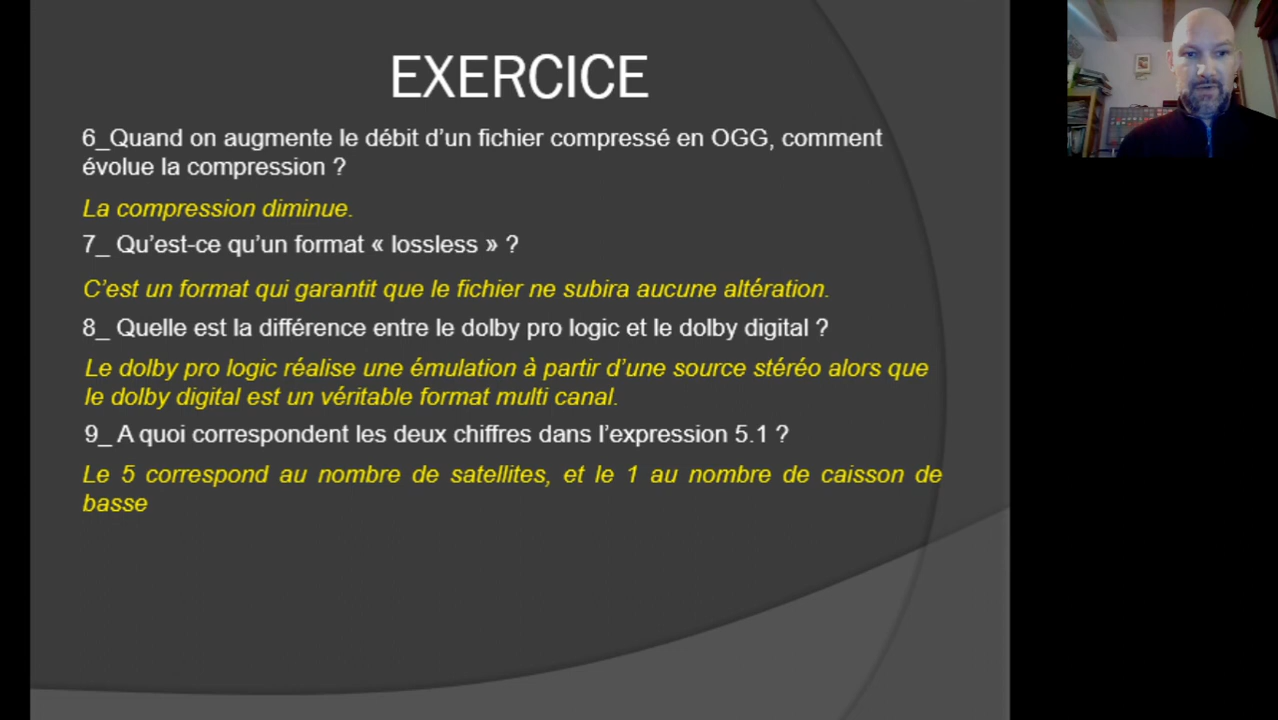 EXERCICE
6_Quand on augmente le débit d’un fichier compressé en OGG, comment
évolue la compression ?
La compression diminue.
7_ Qu’est-ce qu’un format « lossless » ?
C’est un format qui garantit que le fichier ne subira aucune altération.
8_ Quelle est la différence entre le dolby pro logic et le dolby digital ?
Le dolby pro logic réalise une émulation à partir d’une source stéréo alors que
le dolby digital est un véritable format multi canal.
9_ A quoi correspondent les deux chiffres dans l’expression 5.1 ?
Le 5 correspond au nombre de satellites, et le 1 au nombre de caisson de
basse